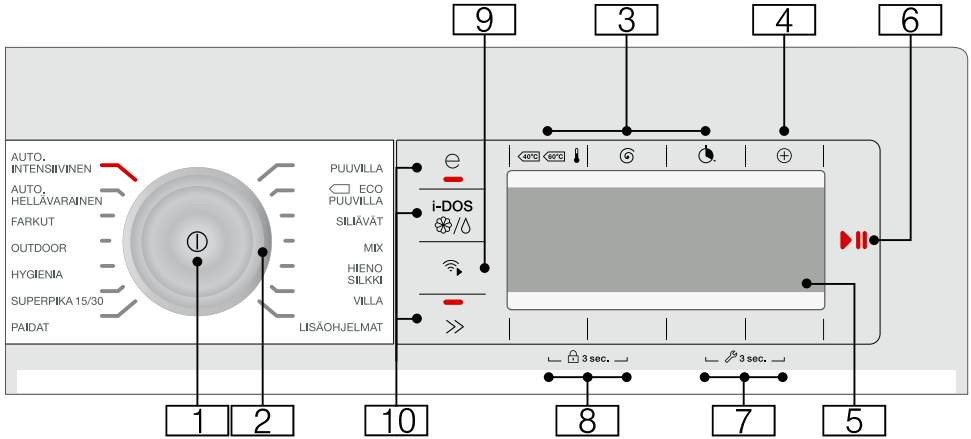 9
3
4
6
AUTO.
INTENSIIVINEN
AUTO.
HELLÄVARAINEN
FARKUT
OUTDOOR
HYGIENIA
SUPERPIKA 15/30
PAIDAT
PUUVILLA
ECO
PUUVILLA
SILIÄVÄT
MIX
HIENO
SILKKI
VILLA
LISÄOHJELMAT
e
i-DOS
40°C 60°C
3 sec.
3 sec.
1
2
10
8
7
5